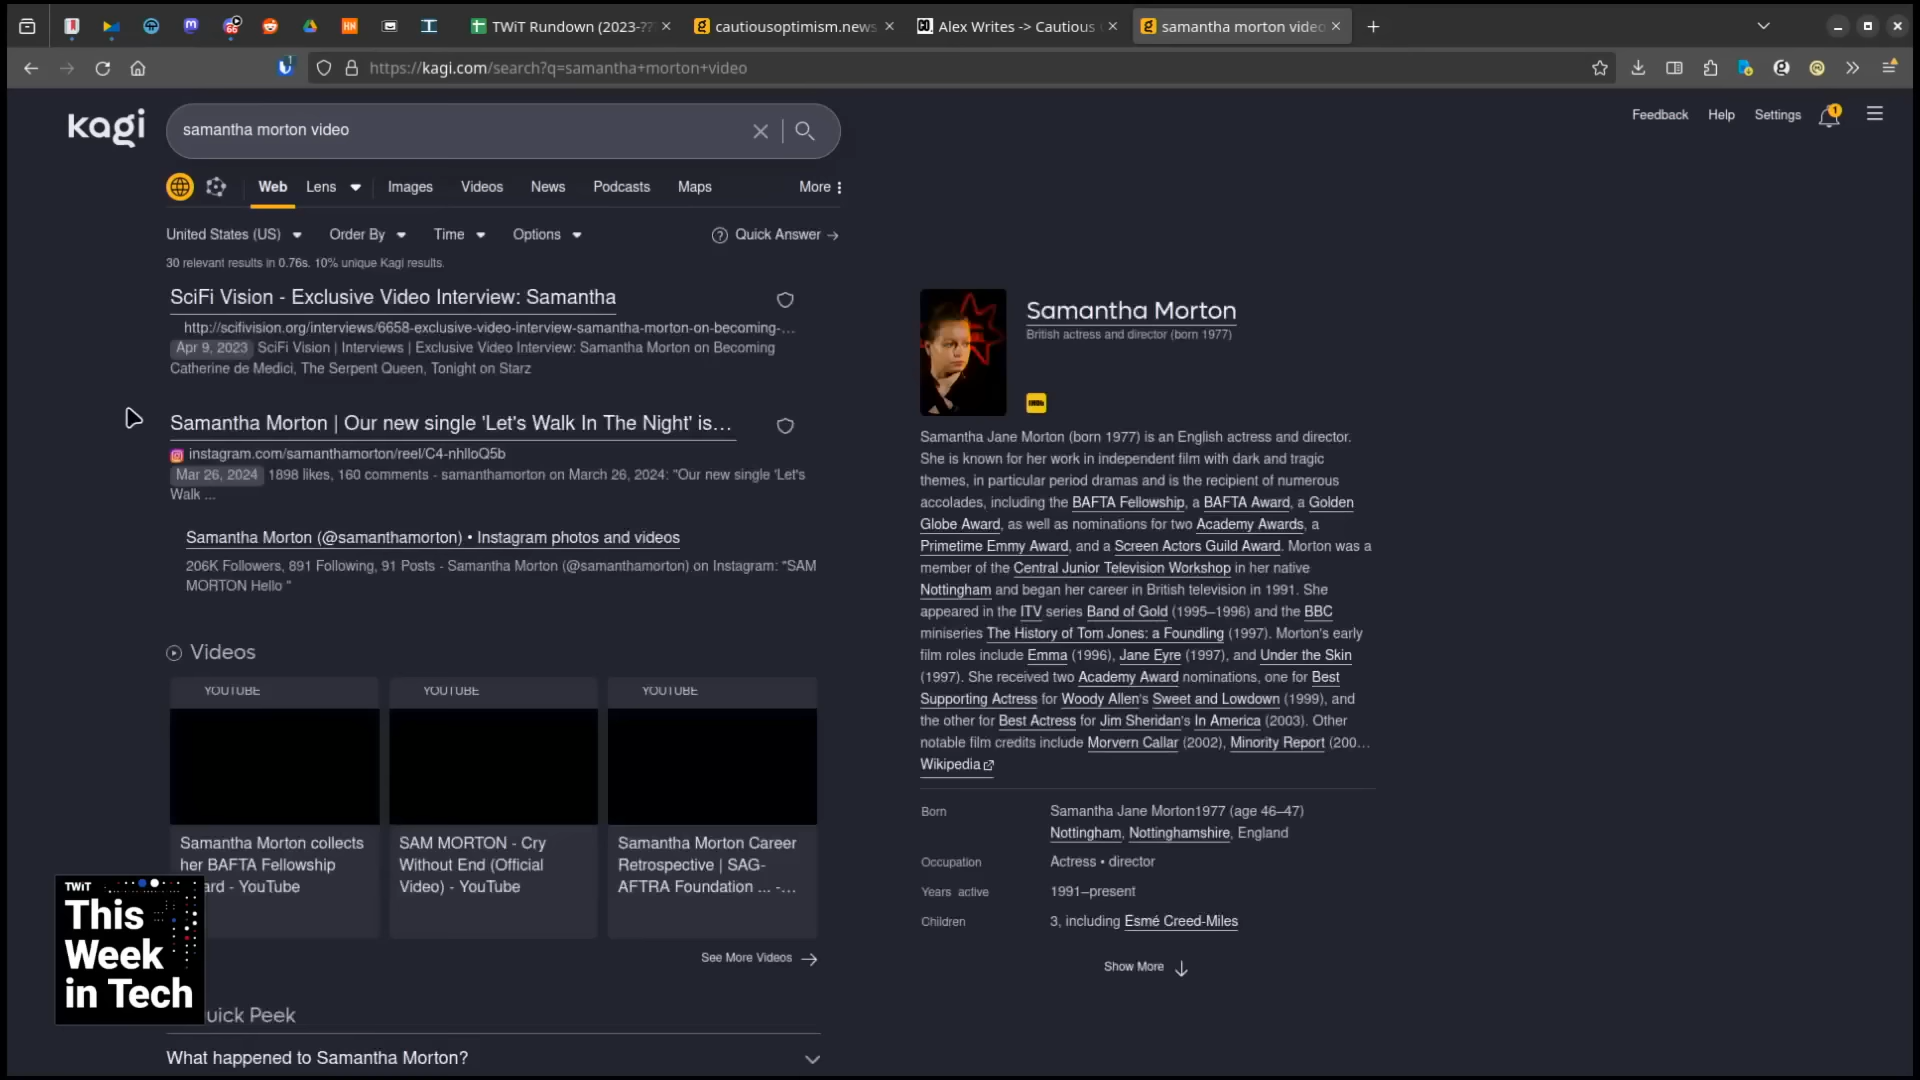 TWiT Rundown (2023-??
cautiousoptimism.news
Alex Writes -> Cautious
samantha morton video
https://kagi.com/search?q=samantha+morton+video
kagi
samantha morton video
Feedback
Help
Settings
1
Web
Lens
Images
Videos
News
Podcasts
Maps
More
United States (US)
Order By
Time
Options
Quick Answer
30 relevant results in 0.76s. 10% unique Kagi results.
SciFi Vision - Exclusive Video Interview: Samantha
http://scifivision.org/interviews/6658-exclusive-video-interview-samantha-morton-on-becoming-...
Apr 9, 2023 SciFi Vision | Interviews | Exclusive Video Interview: Samantha Morton on Becoming
Catherine de Medici, The Serpent Queen, Tonight on Starz
Samantha Morton | Our new single 'Let's Walk In The Night' is...
instagram.com/samanthamorton/reel/C4-nhlloQ5b
Mar 26, 2024 1898 likes, 160 comments - samanthamorton on March 26, 2024: "Our new single 'Let's
Walk ...
Samantha Morton (@samanthamorton) • Instagram photos and videos
206K Followers, 891 Following, 91 Posts - Samantha Morton (@samanthamorton) on Instagram: "SAM
MORTON Hello "
Videos
YOUTUBE
YOUTUBE
YOUTUBE
Samantha Morton collects
her BAFTA Fellowship
ard - YouTube
SAM MORTON - Cry
Without End (Official
Video) - YouTube
Samantha Morton Career
Retrospective | SAG-
AFTRA Foundation ... -...
See More Videos
uick Peek
What happened to Samantha Morton?
TWiT
This
Week
in Tech
Samantha Morton
British actress and director (born 1977)
IMDb
Samantha Jane Morton (born 1977) is an English actress and director.
She is known for her work in independent film with dark and tragic
themes, in particular period dramas and is the recipient of numerous
accolades, including the BAFTA Fellowship, a BAFTA Award, a Golden
Globe Award, as well as nominations for two Academy Awards, a
Primetime Emmy Award, and a Screen Actors Guild Award. Morton was a
member of the Central Junior Television Workshop in her native
Nottingham and began her career in British television in 1991. She
appeared in the ITV series Band of Gold (1995–1996) and the BBC
miniseries The History of Tom Jones: a Foundling (1997). Morton's early
film roles include Emma (1996), Jane Eyre (1997), and Under the Skin
(1997). She received two Academy Award nominations, one for Best
Supporting Actress for Woody Allen's Sweet and Lowdown (1999), and
the other for Best Actress for Jim Sheridan's In America (2003). Other
notable film credits include Morvern Callar (2002), Minority Report (200...
Wikipedia
Born
Samantha Jane Morton1977 (age 46–47)
Nottingham, Nottinghamshire, England
Occupation
Actress • director
Years active
1991–present
Children
3, including Esmé Creed-Miles
Show More